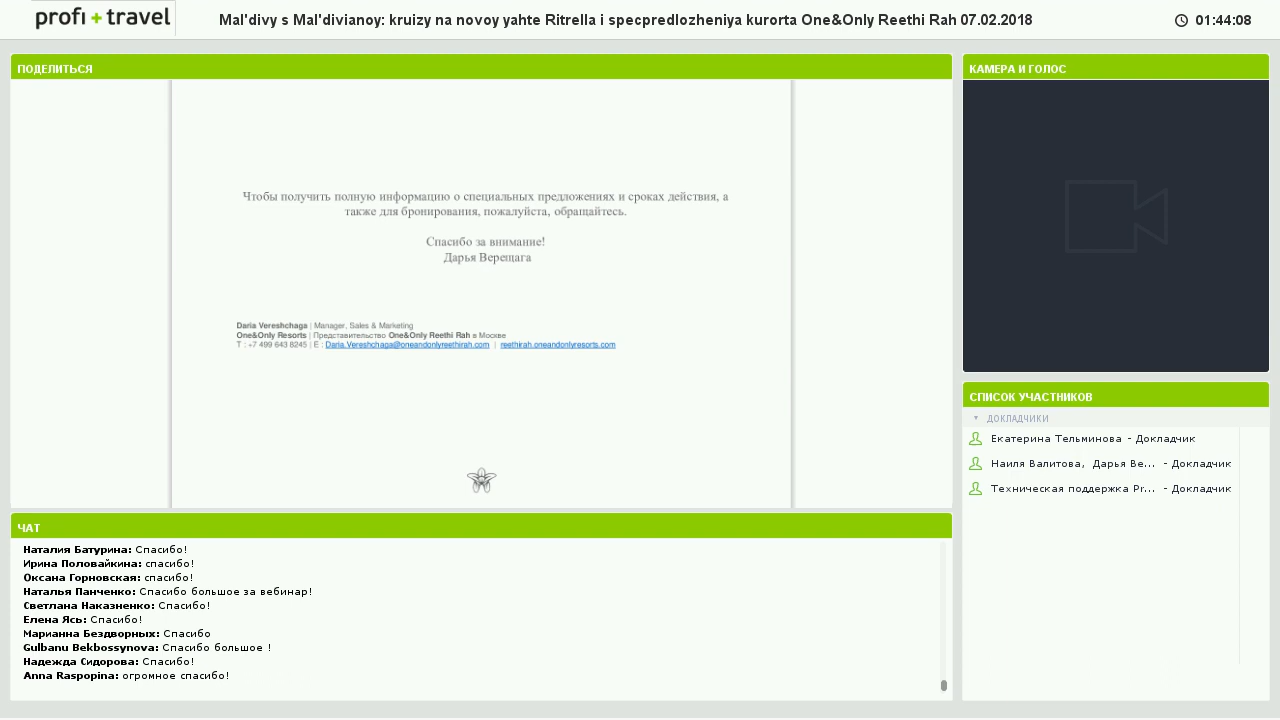 profi + travel
Mal'divy s Mal'divianoy: kruizy na novoy yahte Ritrella i specpredlozheniya kurorta One&Only Reethi Rah 07.02.2018
01:44:08
ПОДЕЛИТЬСЯ
Чтобы получить полную информацию о специальных предложениях и сроках действия, а
также для бронирования, пожалуйста, обращайтесь.
Спасибо за внимание!
Дарья Верещага
Daria Vereshchaga | Manager, Sales & Marketing
One&Only Resorts | Представительство One&Only Reethi Rah в Москве
T : +7 499 643 8245 | E : Daria.Vereshchaga@oneandonlyreethirah.com | reethirah.oneandonlyresorts.com
КАМЕРА И ГОЛОС
СПИСОК УЧАСТНИКОВ
ДОКЛАДЧИКИ
Екатерина Тельминова - Докладчик
Наиля Валитова, Дарья Ве... - Докладчик
Техническая поддержка Pr... - Докладчик
ЧАТ
Наталия Батурина: Спасибо!
Ирина Половайкина: спасибо!
Оксана Горновская: спасибо!
Наталья Панченко: Спасибо большое за вебинар!
Светлана Наказненко: Спасибо!
Елена Ясь: Спасибо!
Марианна Бездворных: Спасибо
Gulbanu Bekbossynova: Спасибо большое !
Надежда Сидорова: Спасибо!
Anna Raspopina: огромное спасибо!